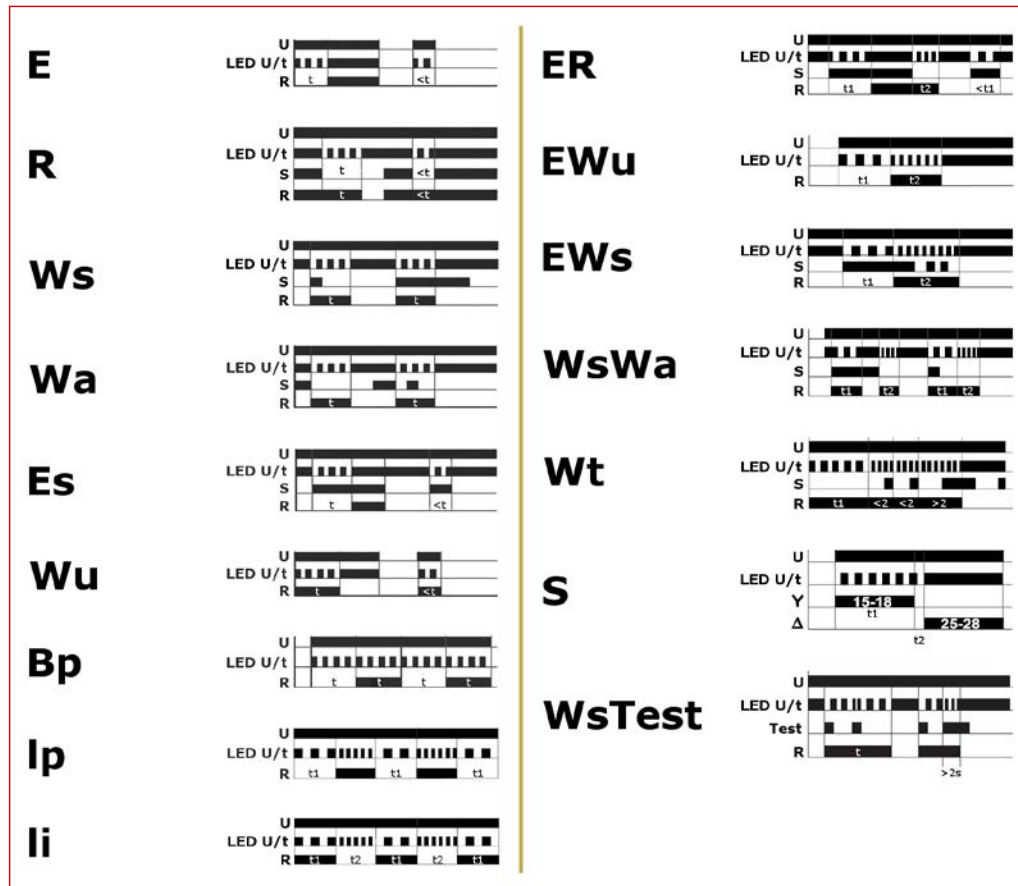 E
U
LED U/t
R
t
<t
R
U
LED U/t
S
R
t
<t
t
<t
Ws
U
LED U/t
S
R
t
t
Wa
U
LED U/t
S
R
t
t
Es
U
LED U/t
S
R
t
<t
Wu
U
LED U/t
R
t
<t
Bp
U
LED U/t
R
t
t
t
t
Ip
U
LED U/t
R
t1
t1
t1
Ii
U
LED U/t
R
t1
t2
t1
t2
t1
ER
U
LED U/t
S
R
t1
t2
<t1
EWu
U
LED U/t
R
t1
t2
EWs
U
LED U/t
S
R
t1
t2
WsWa
U
LED U/t
S
R
t1
t2
t1
t2
Wt
U
LED U/t
S
R
t1
<2
<2
>2
S
U
LED U/t
Y
Δ
15-18
t1
25-28
t2
WsTest
U
LED U/t
Test
R
t
>2s